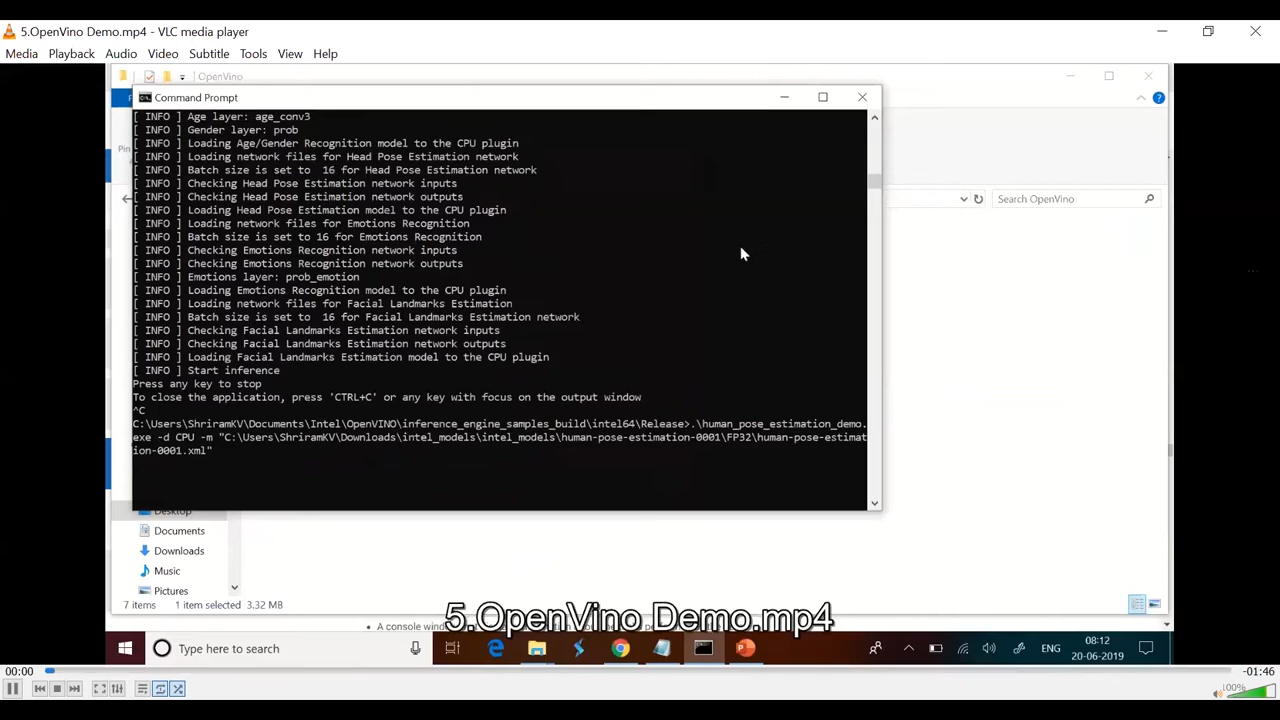 5.OpenVino Demo.mp4 - VLC media player
Media Playback Audio Video Subtitle Tools View Help
OpenVino
Command Prompt
[ INFO ] Age layer: age_conv3
[ INFO ] Gender layer: prob
[ INFO ] Loading Age/Gender Recognition model to the CPU plugin
[ INFO ] Loading network files for Head Pose Estimation network
[ INFO ] Batch size is set to  16 for Head Pose Estimation network
[ INFO ] Checking Head Pose Estimation network inputs
[ INFO ] Checking Head Pose Estimation network outputs
[ INFO ] Loading Head Pose Estimation model to the CPU plugin
[ INFO ] Loading network files for Emotions Recognition
[ INFO ] Batch size is set to 16 for Emotions Recognition
[ INFO ] Checking Emotions Recognition network inputs
[ INFO ] Checking Emotions Recognition network outputs
[ INFO ] Emotions layer: prob_emotion
[ INFO ] Loading Emotions Recognition model to the CPU plugin
[ INFO ] Loading network files for Facial Landmarks Estimation
[ INFO ] Batch size is set to  16 for Facial Landmarks Estimation network
[ INFO ] Checking Facial Landmarks Estimation network inputs
[ INFO ] Checking Facial Landmarks Estimation network outputs
[ INFO ] Loading Facial Landmarks Estimation model to the CPU plugin
[ INFO ] Start inference
Press any key to stop
To close the application, press 'CTRL+C' or any key with focus on the output window
^C
C:\Users\ShriramKV\Documents\Intel\OpenVINO\inference_engine_samples_build\intel64\Release>.\human_pose_estimation_demo.
exe -d CPU -m "C:\Users\ShriramKV\Downloads\intel_models\intel_models\human-pose-estimation-0001\FP32\human-pose-estimat
ion-0001.xml"
Search OpenVino
Desktop
Documents
Downloads
Music
Pictures
7 items 1 item selected 3.32 MB
• A console window
5.OpenVino Demo.mp4
Type here to search
ENG
08:12
20-06-2019
00:00
-01:46
100%